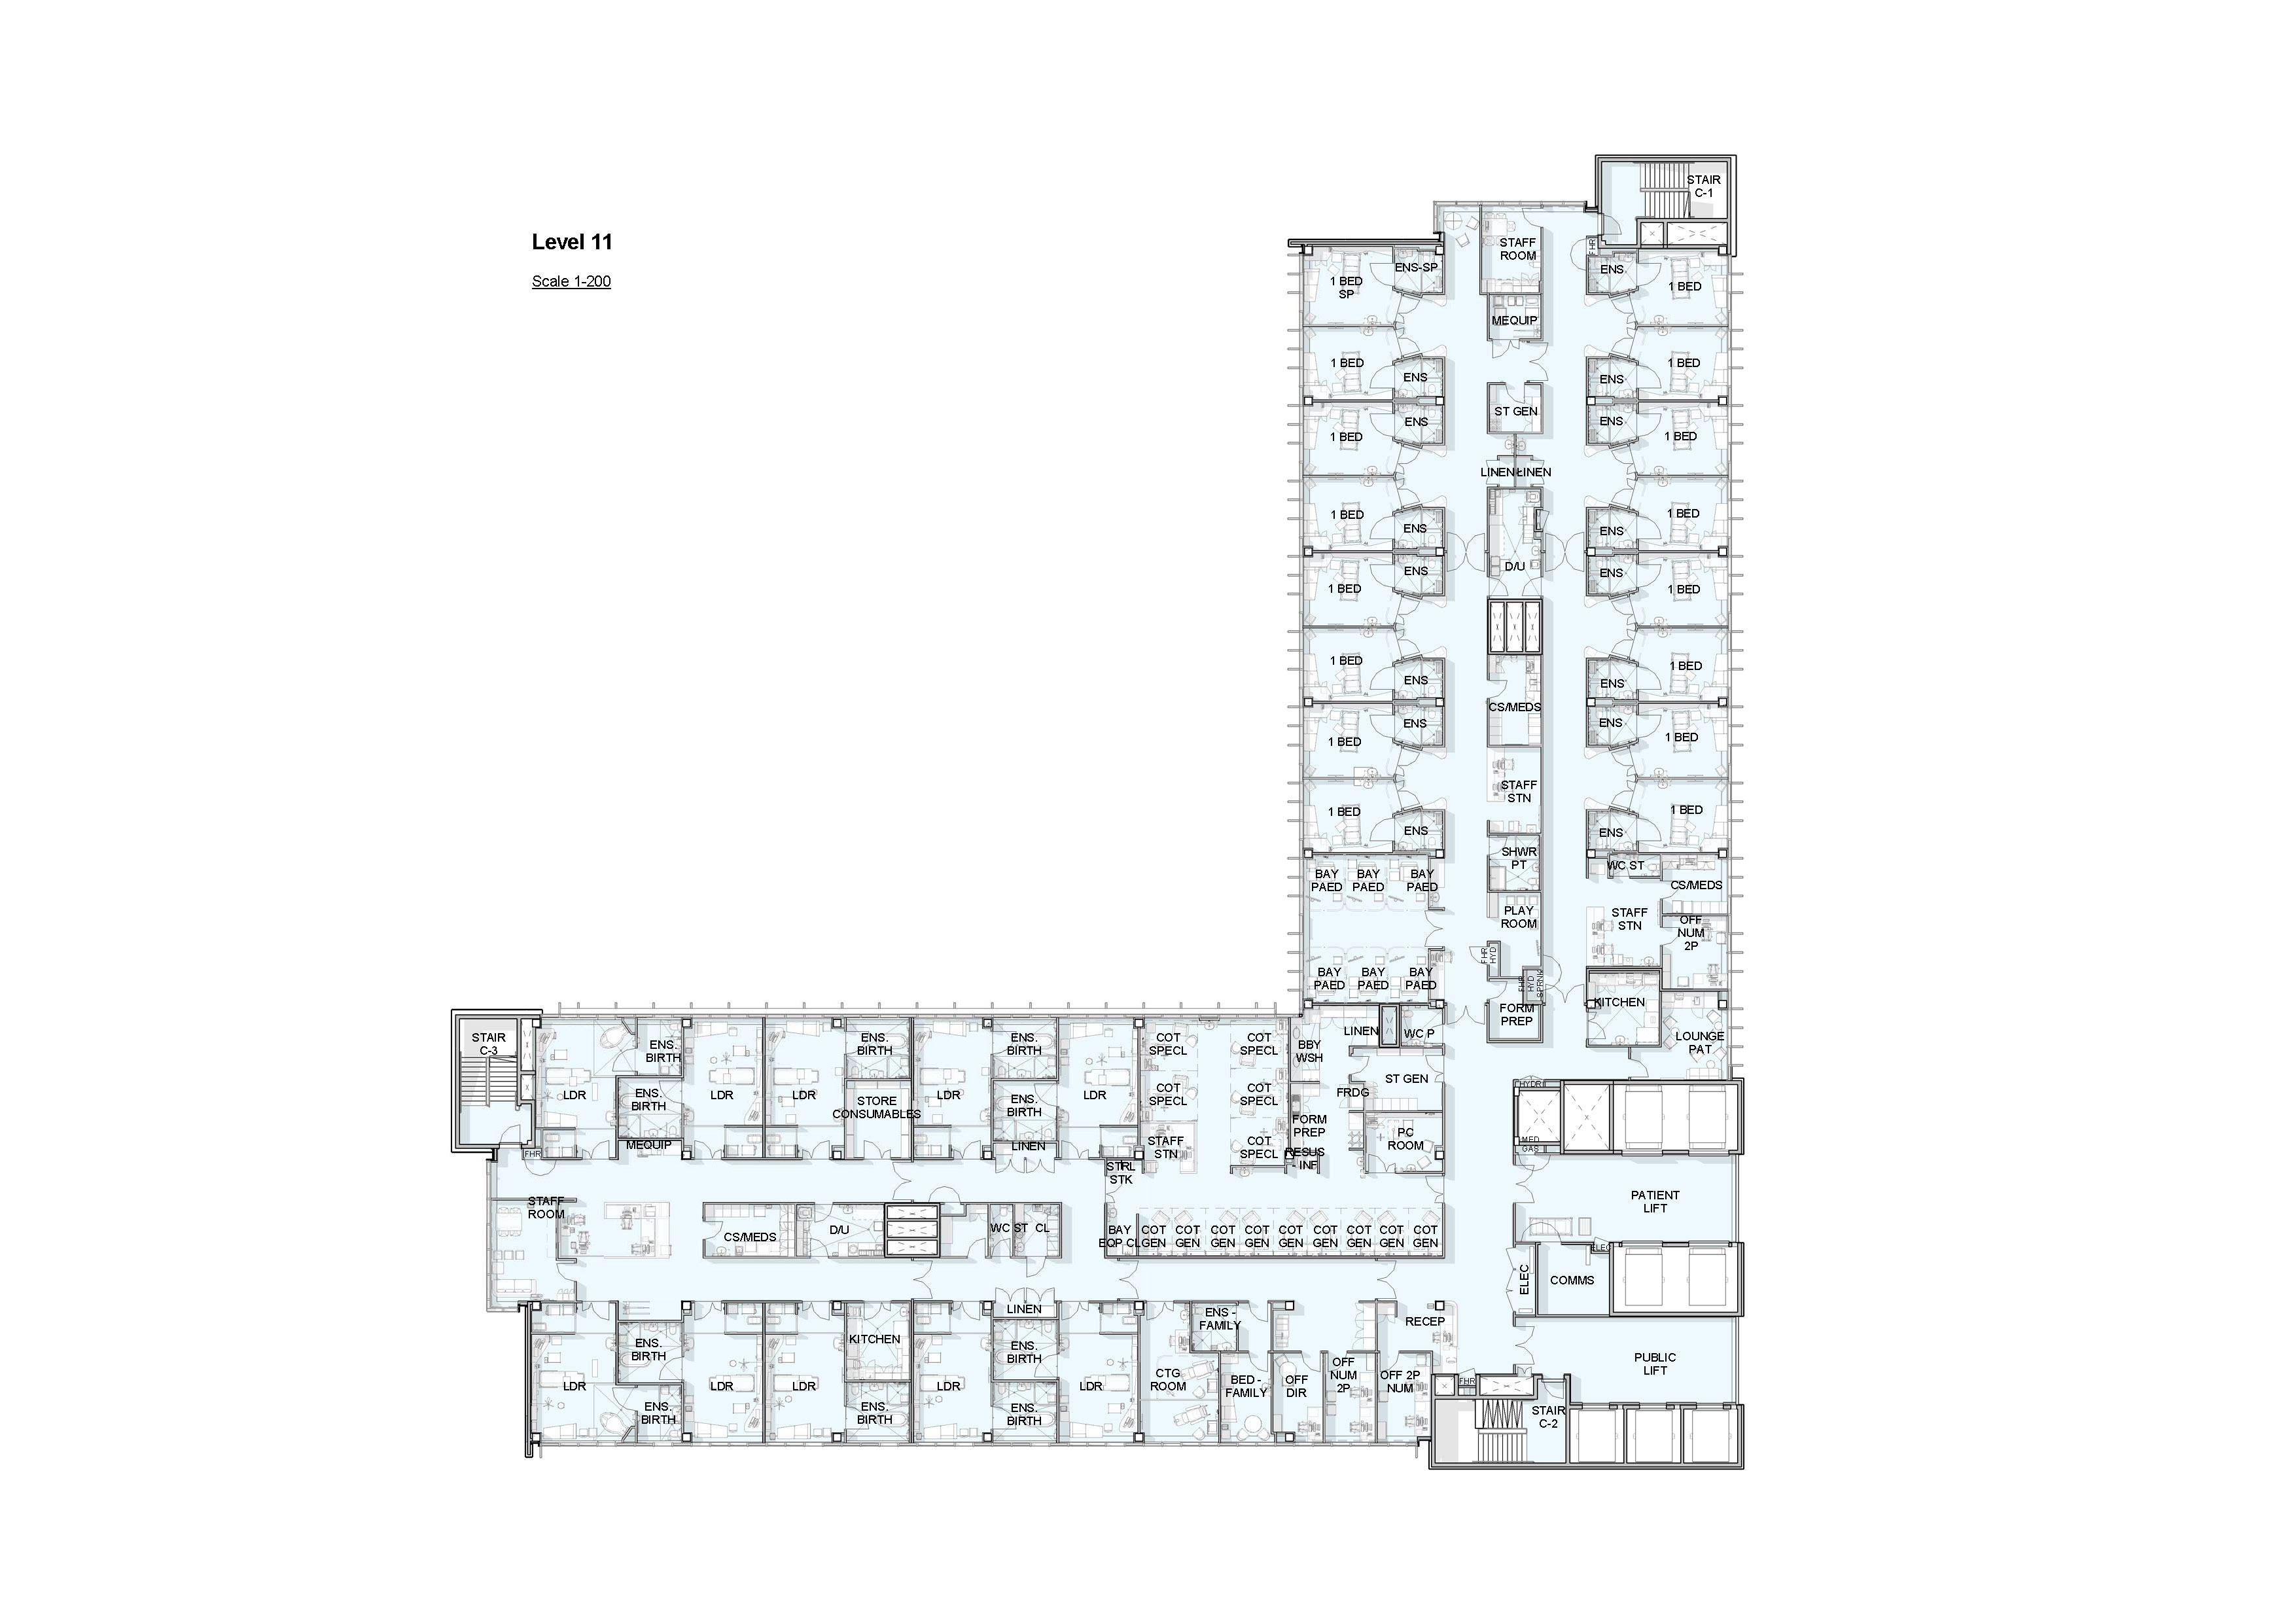 Level 11
Scale 1-200
STAIR
C-1
STAFF
ROOM
FHR
ENS-SP
1 BED
SP
ENS
1 BED
MEQUIP
1 BED
ENS
ENS
1 BED
ST GEN
1 BED
ENS
ENS
1 BED
LINEN
LINEN
1 BED
ENS
ENS
1 BED
D/U
1 BED
ENS
ENS
1 BED
1 BED
ENS
CS/MEDS
ENS
1 BED
1 BED
ENS
ENS
1 BED
STAFF
STN
1 BED
ENS
ENS
1 BED
SHWR
PT
WC ST
BAY
PAED
BAY
PAED
BAY
PAED
CS/MEDS
PLAY
ROOM
STAFF
STN
OFF
NUM
2P
FHR
HYD
BAY
PAED
BAY
PAED
BAY
PAED
FHR
HYD
SPRNK
FORM
PREP
KITCHEN
LOUNGE
PAT
STAIR
C-3
ENS.
BIRTH
ENS.
BIRTH
ENS.
BIRTH
COT
SPECL
COT
SPECL
BBY
WSH
LINEN
WC P
LDR
ENS.
BIRTH
LDR
LDR
STORE
CONSUMABLES
LDR
ENS.
BIRTH
LDR
COT
SPECL
COT
SPECL
FRDG
ST GEN
HYDR
MEQUIP
FHR
LINEN
STAFF
STN
COT
SPECL
FORM
PREP
RESUS
- INF
PC
ROOM
MED
GAS
STRL
STK
STAFF
ROOM
CS/MEDS
D/U
WC ST
CL
BAY
EQP CL
COT
GEN
COT
GEN
COT
GEN
COT
GEN
COT
GEN
COT
GEN
COT
GEN
COT
GEN
COT
GEN
PATIENT
LIFT
ELEC
ELEC
COMMS
LINEN
ENS -
FAMILY
RECEP
LDR
ENS.
BIRTH
LDR
LDR
KITCHEN
LDR
ENS.
BIRTH
LDR
CTG
ROOM
BED -
FAMILY
OFF
DIR
OFF
NUM
2P
OFF 2P
NUM
PUBLIC
LIFT
FHR
ENS.
BIRTH
ENS.
BIRTH
ENS.
BIRTH
STAIR
C-2